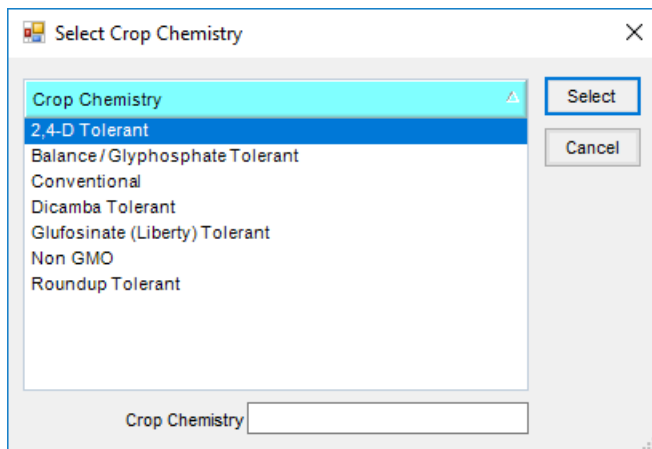 Select Crop Chemistry
Crop Chemistry
Select
2,4-D Tolerant
Cancel
Balance / Glyphosphate Tolerant
Conventional
Dicamba Tolerant
Glufosinate (Liberty) Tolerant
Non GMO
Roundup Tolerant
Crop Chemistry